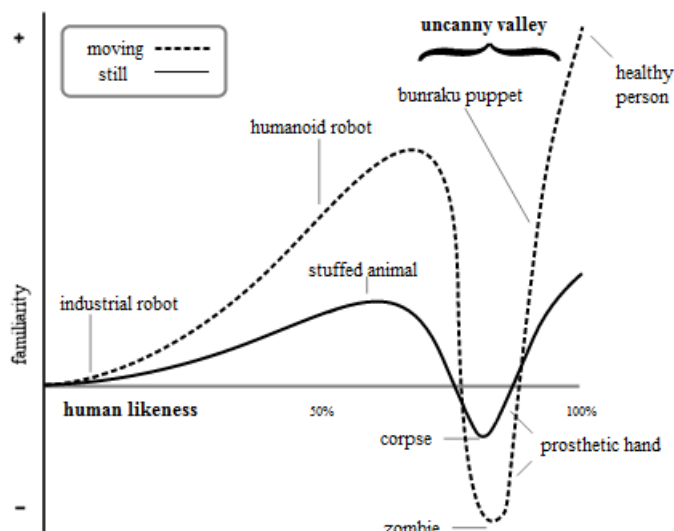 uncanny valley
+
moving
still
healthy
person
bunraku puppet
humanoid robot
stuffed animal
industrial robot
familiarity
human likeness
50%
100%
corpse
prosthetic hand
−
zombie